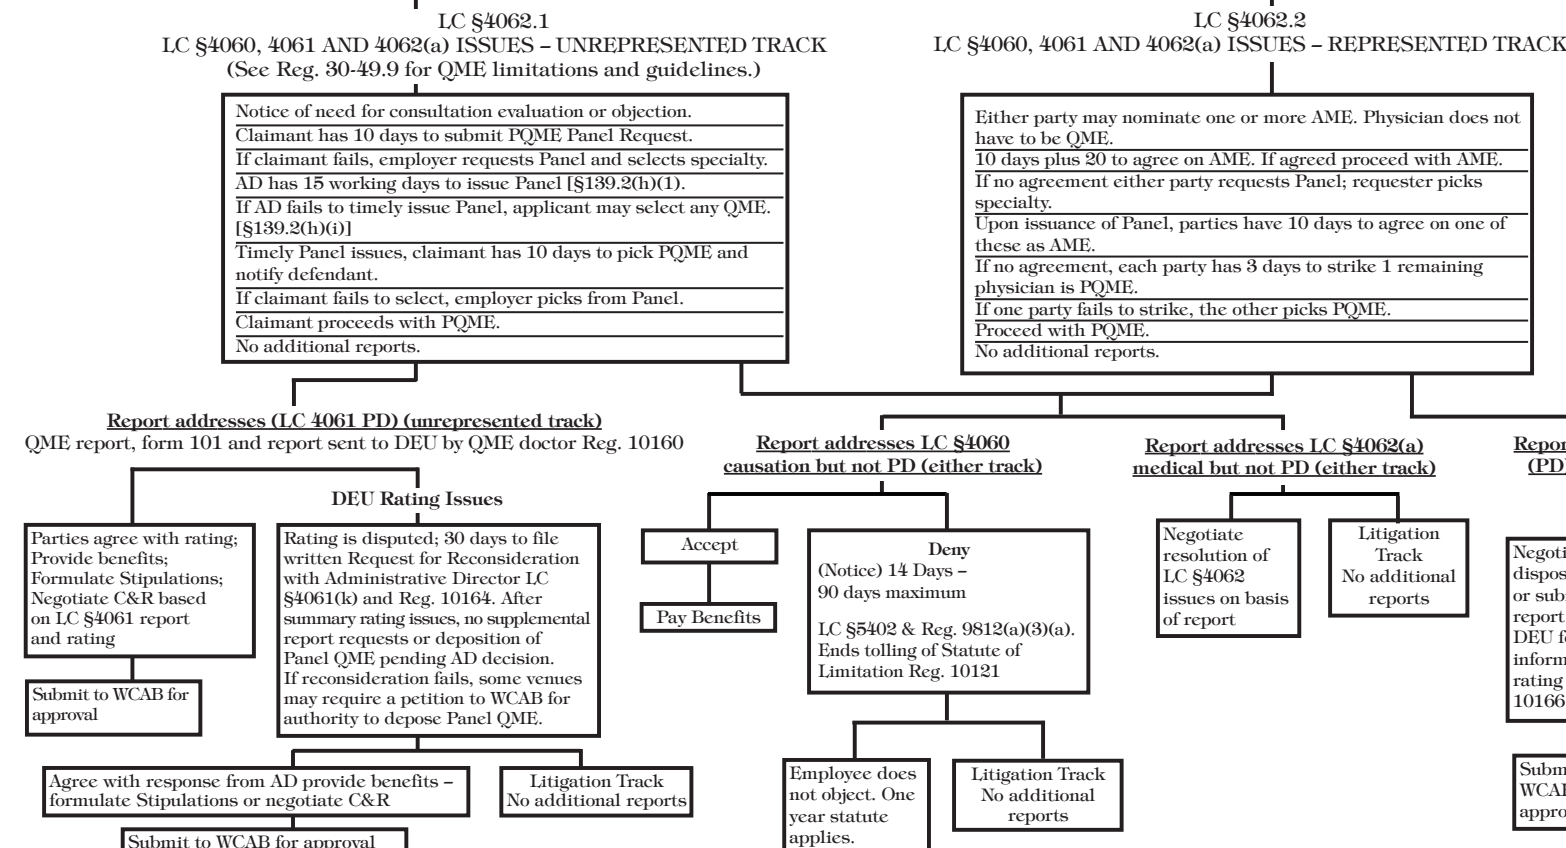 LC §4062.1
LC §4060, 4061 AND 4062(a) ISSUES – UNREPRESENTED TRACK
(See Reg. 30-49.9 for QME limitations and guidelines.)
Notice of need for consultation evaluation or objection.
Claimant has 10 days to submit PQME Panel Request.
If claimant fails, employer requests Panel and selects specialty.
AD has 15 working days to issue Panel [§139.2(h)(1).
If AD fails to timely issue Panel, applicant may select any QME.
[§139.2(h)(i)]
Timely Panel issues, claimant has 10 days to pick PQME and
notify defendant.
If claimant fails to select, employer picks from Panel.
Claimant proceeds with PQME.
No additional reports.
LC §4062.2
LC §4060, 4061 AND 4062(a) ISSUES – REPRESENTED TRACK
Either party may nominate one or more AME. Physician does not
have to be QME.
10 days plus 20 to agree on AME. If agreed proceed with AME.
If no agreement either party requests Panel; requester picks
specialty.
Upon issuance of Panel, parties have 10 days to agree on one of
these as AME.
If no agreement, each party has 3 days to strike 1 remaining
physician is PQME.
If one party fails to strike, the other picks PQME.
Proceed with PQME.
No additional reports.
Report addresses (LC 4061 PD) (unrepresented track)
QME report, form 101 and report sent to DEU by QME doctor Reg. 10160
Parties agree with rating;
Provide benefits;
Formulate Stipulations;
Negotiate C&R based
on LC §4061 report
and rating
Submit to WCAB for
approval
DEU Rating Issues
Rating is disputed; 30 days to file
written Request for Reconsideration
with Administrative Director LC
§4061(k) and Reg. 10164. After
summary rating issues, no supplemental
report requests or deposition of
Panel QME pending AD decision.
If reconsideration fails, some venues
may require a petition to WCAB for
authority to depose Panel QME.
Agree with response from AD provide benefits –
formulate Stipulations or negotiate C&R
Submit to WCAB for approval
Litigation Track
No additional reports
Report addresses LC §4060
causation but not PD (either track)
Accept
Pay Benefits
Deny
(Notice) 14 Days –
90 days maximum
LC §5402 & Reg. 9812(a)(3)(a).
Ends tolling of Statute of
Limitation Reg. 10121
Employee does
not object. One
year statute
applies.
Litigation Track
No additional
reports
Report addresses LC §4062(a)
medical but not PD (either track)
Negotiate
resolution of
LC §4062
issues on basis
of report
Litigation
Track
No additional
reports
(PD
or
report
rating
10166